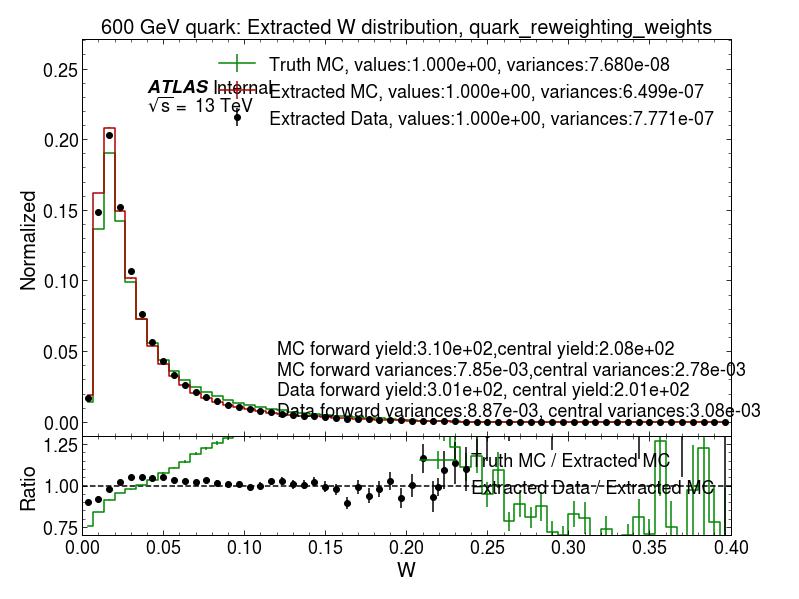 600 GeV quark: Extracted W distribution, quark_reweighting_weights
Truth MC, values:1.000e+00, variances:7.680e-08
Extracted MC, values:1.000e+00, variances:6.499e-07
Extracted Data, values:1.000e+00, variances:7.771e-07
ATLAS Internal
√s = 13 TeV
Normalized
0.25
0.20
0.15
0.10
0.05
0.00
MC forward yield:3.10e+02,central yield:2.08e+02
MC forward variances:7.85e-03,central variances:2.78e-03
Data forward yield:3.01e+02, central yield:2.01e+02
Data forward variances:8.87e-03, central variances:3.08e-03
Ratio
1.25
1.00
0.75
Truth MC / Extracted MC
Extracted Data / Extracted MC
0.00 0.05 0.10 0.15 0.20 0.25 0.30 0.35 0.40
W